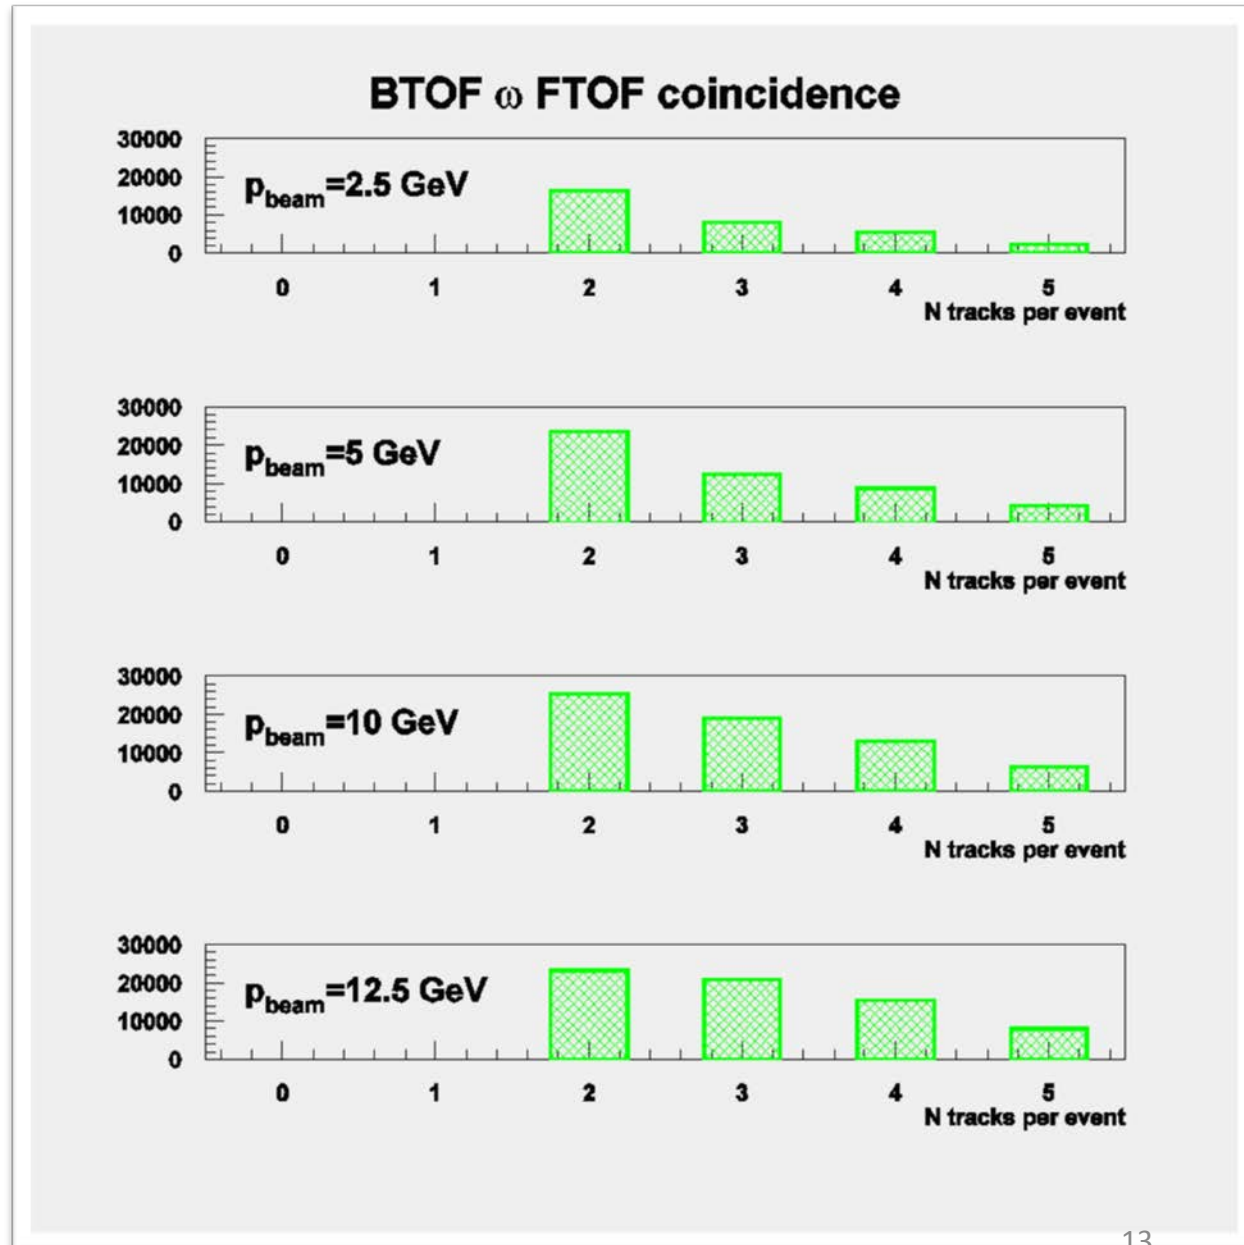 BTOF ω FTOF coincidence
30000
20000
10000
0
p_beam=2.5 GeV
0 1 2 3 4 5
N tracks per event
30000
20000
10000
0
p_beam=5 GeV
0 1 2 3 4 5
N tracks per event
30000
20000
10000
0
p_beam=10 GeV
0 1 2 3 4 5
N tracks per event
30000
20000
10000
0
p_beam=12.5 GeV
0 1 2 3 4 5
N tracks per event
13